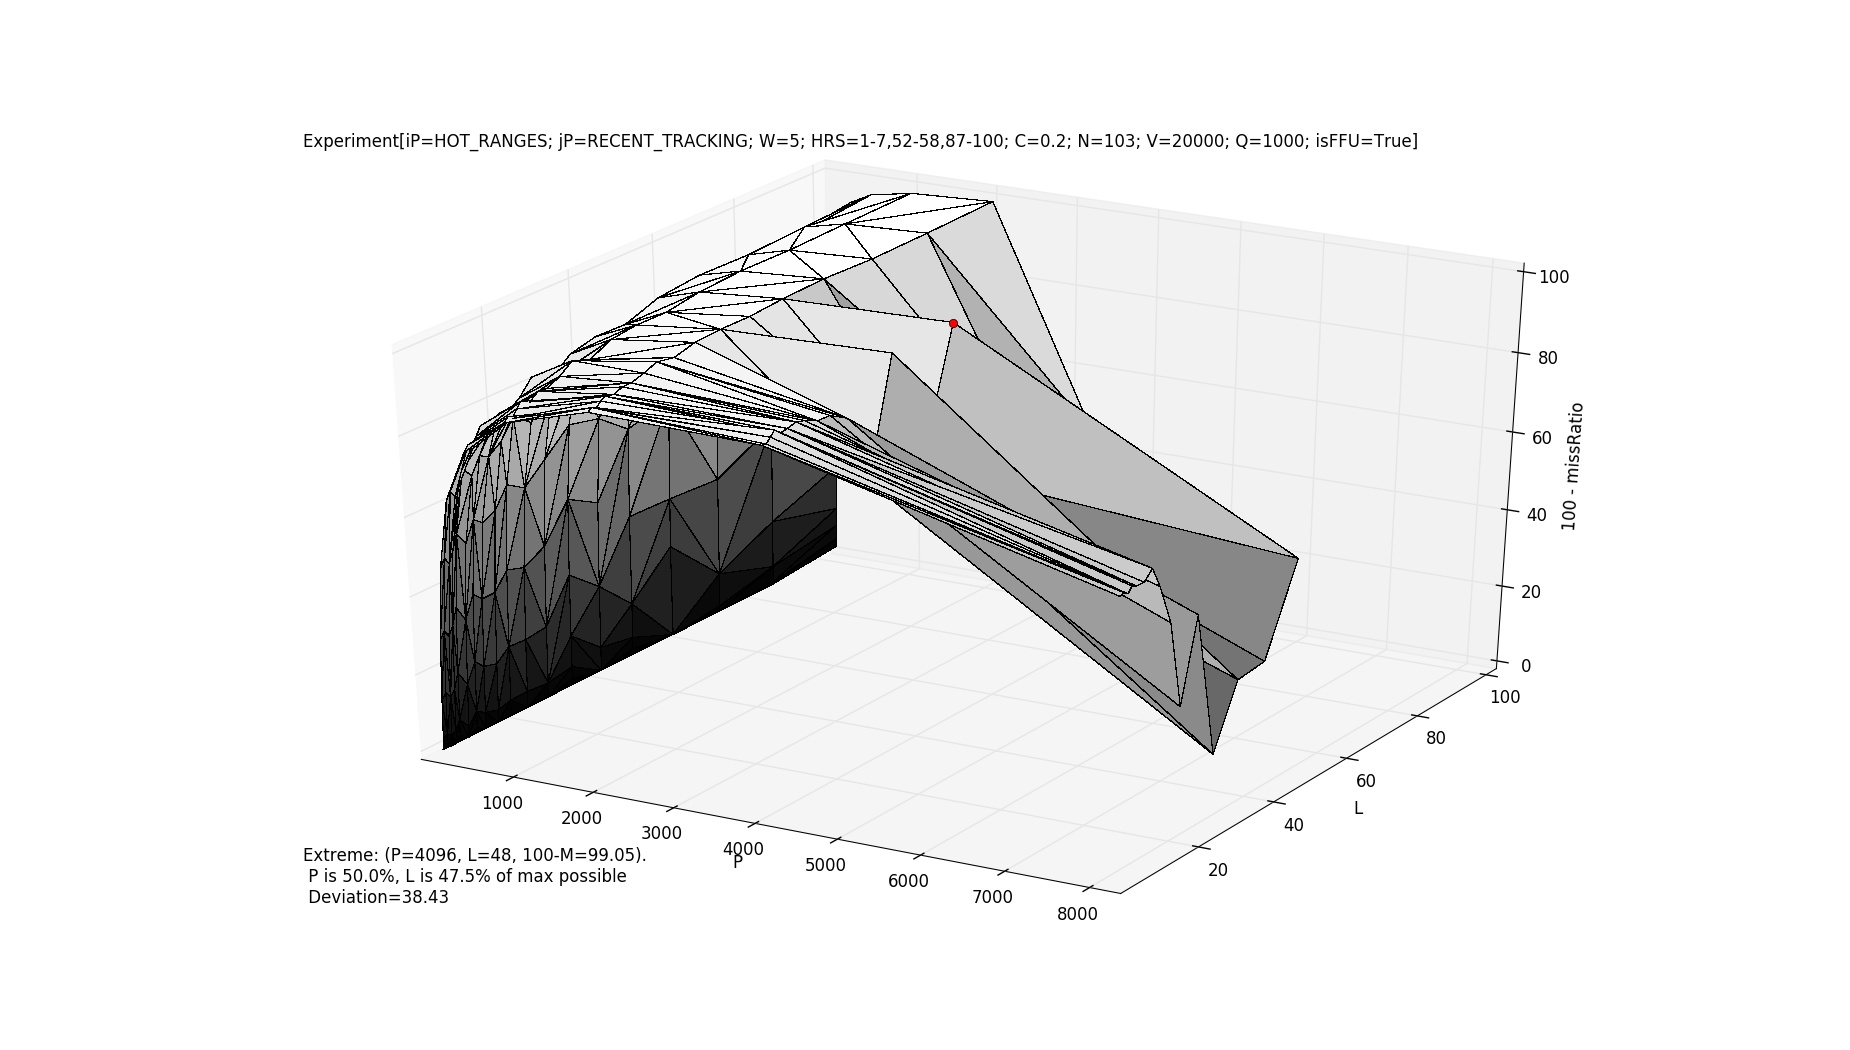 Experiment[iP=HOT_RANGES; jP=RECENT_TRACKING; W=5; HRS=1-7,52-58,87-100; C=0.2; N=103; V=20000; Q=1000; isFFU=True]
100
80
60
40
20
0
100 - missRatio
100
80
60
40
20
L
1000
2000
3000
4000
5000
6000
7000
8000
P
Extreme: (P=4096, L=48, 100-M=99.05).
P is 50.0%, L is 47.5% of max possible
Deviation=38.43